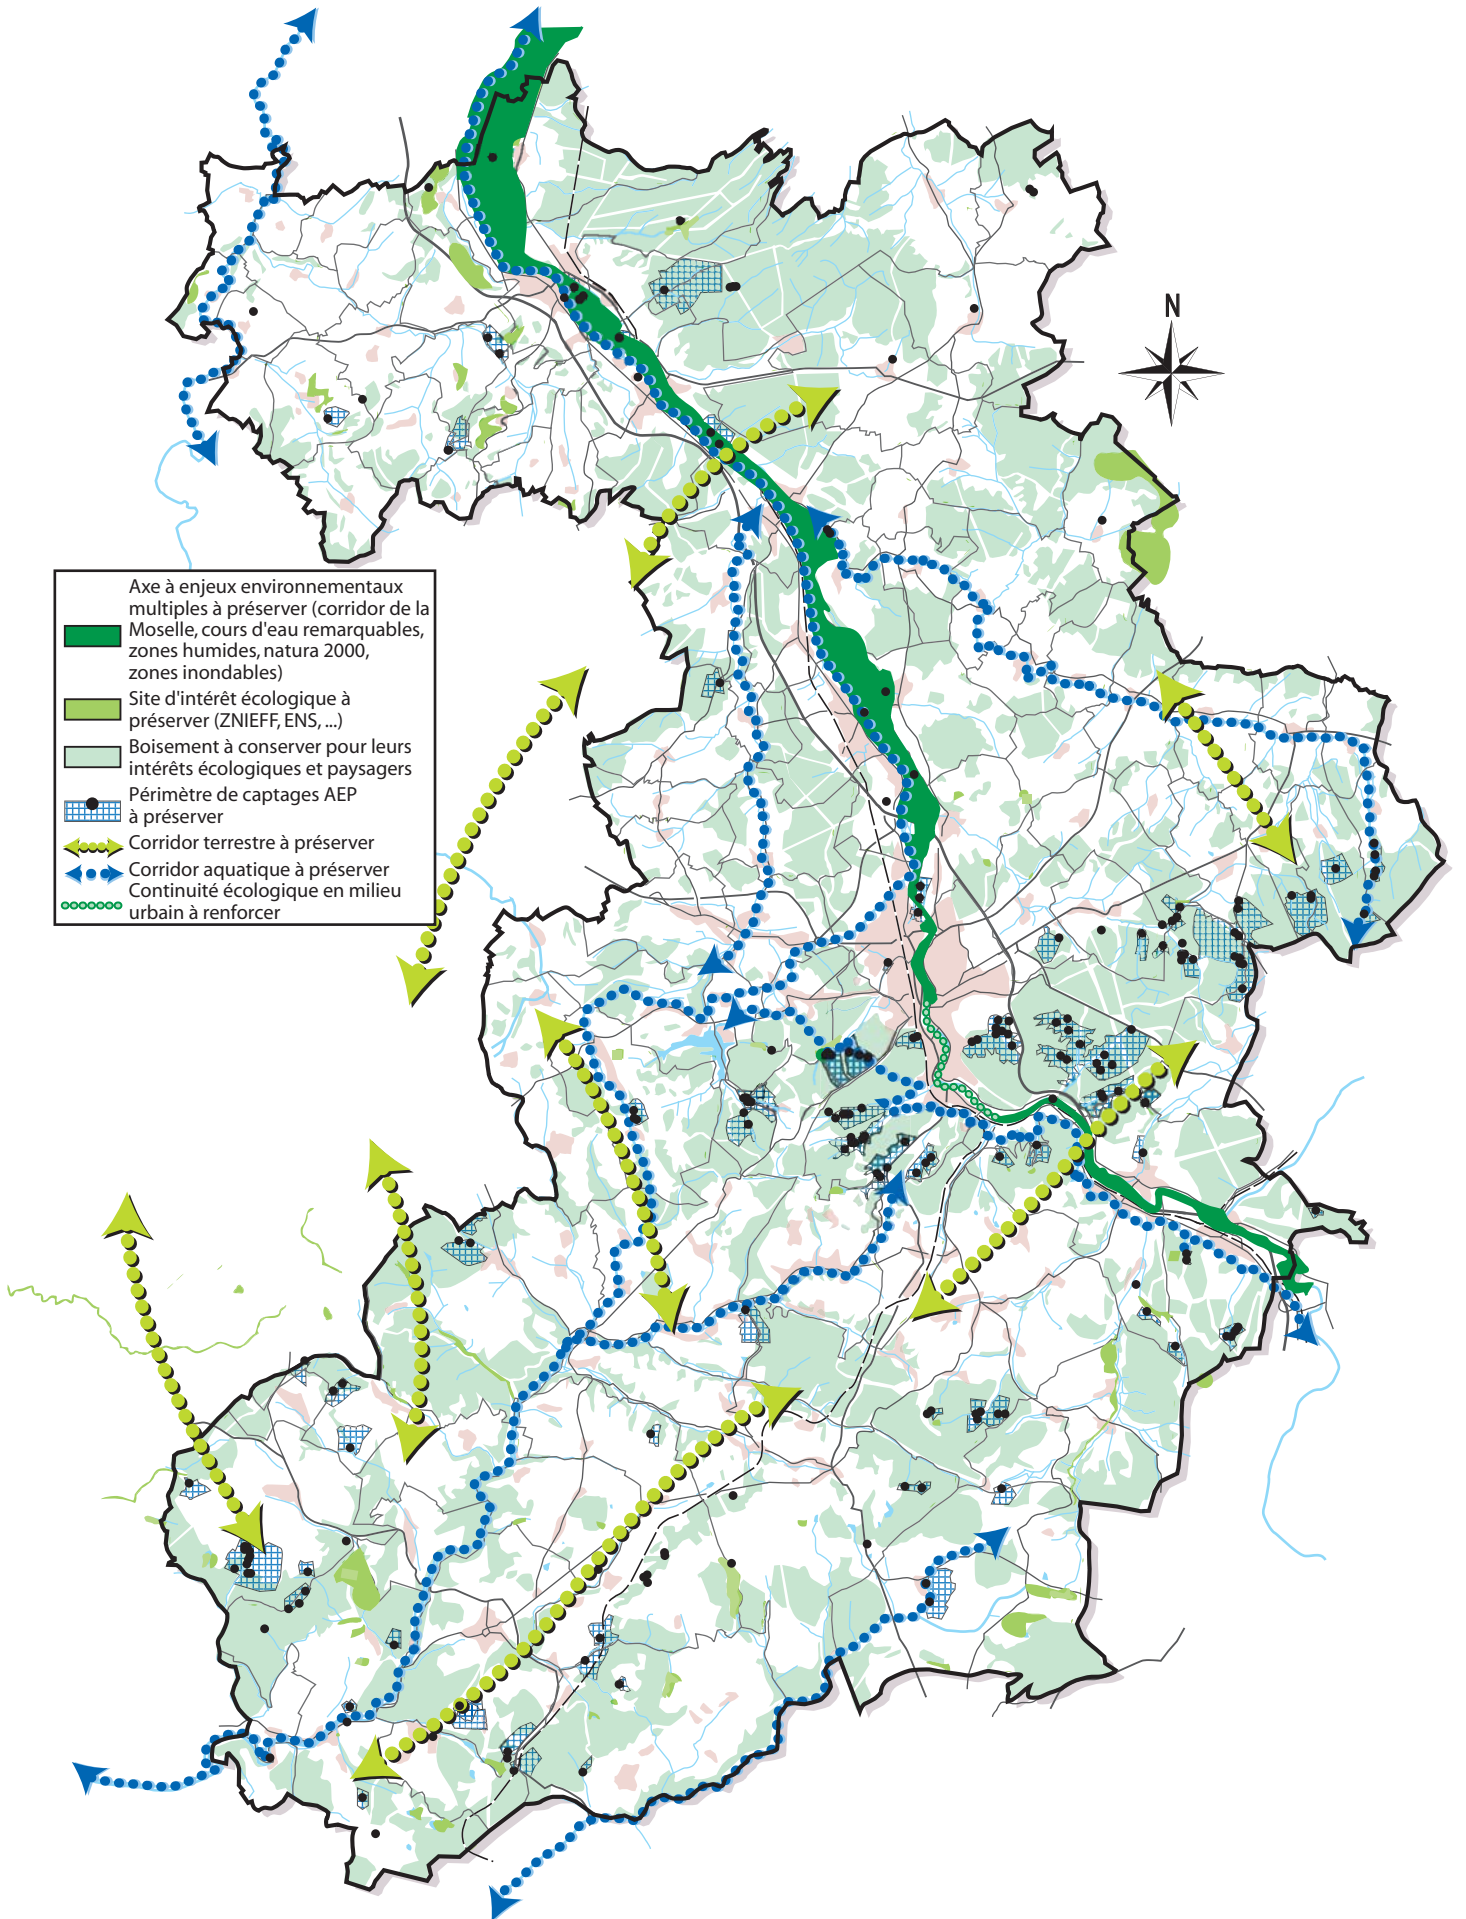 N
Axe à enjeux environnementaux
multiples à préserver (corridor de la
Moselle, cours d'eau remarquables,
zones humides, natura 2000,
zones inondables)
Site d'intérêt écologique à
préserver (ZNIEFF, ENS, ...)
Boisement à conserver pour leurs
intérêts écologiques et paysagers
Périmètre de captages AEP
à préserver
Corridor terrestre à préserver
Corridor aquatique à préserver
Continuité écologique en milieu
urbain à renforcer